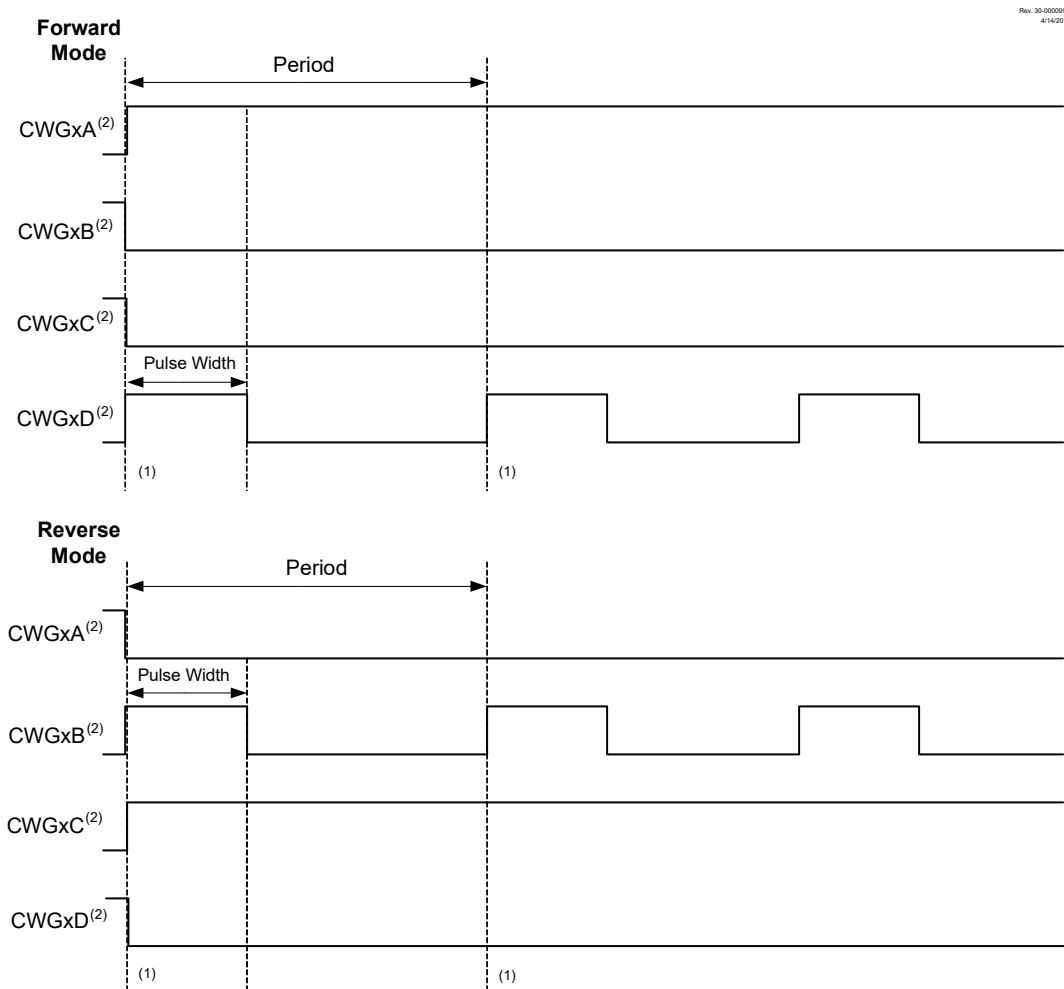 Rev. 30-000099
4/14/20
Forward
Mode
Period
CWGxA(2)
CWGxB(2)
CWGxC(2)
Pulse Width
CWGxD(2)
(1)
(1)
Reverse
Mode
Period
CWGxA(2)
Pulse Width
CWGxB(2)
CWGxC(2)
CWGxD(2)
(1)
(1)